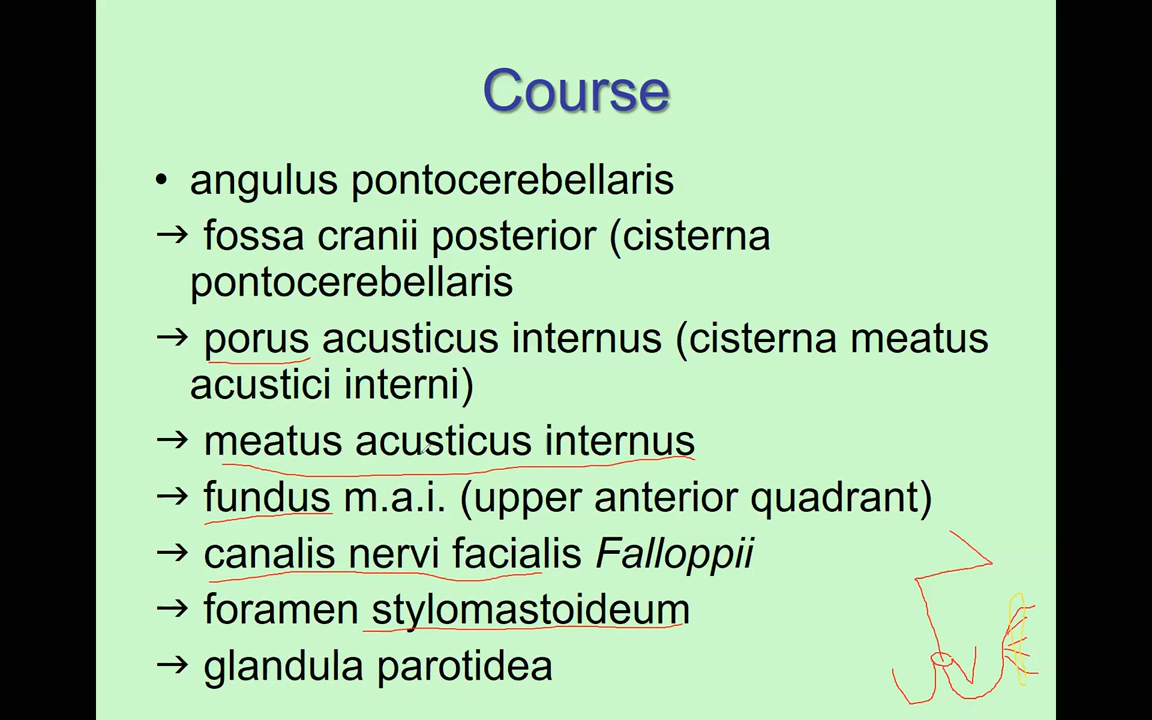 Course
• angulus pontocerebellaris
→ fossa cranii posterior (cisterna
pontocerebellaris
→ porus acusticus internus (cisterna meatus
acustici interni)
→ meatus acusticus internus
→ fundus m.a.i. (upper anterior quadrant)
→ canalis nervi facialis Falloppii
→ foramen stylomastoideum
→ glandula parotidea